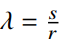 λ = s/r